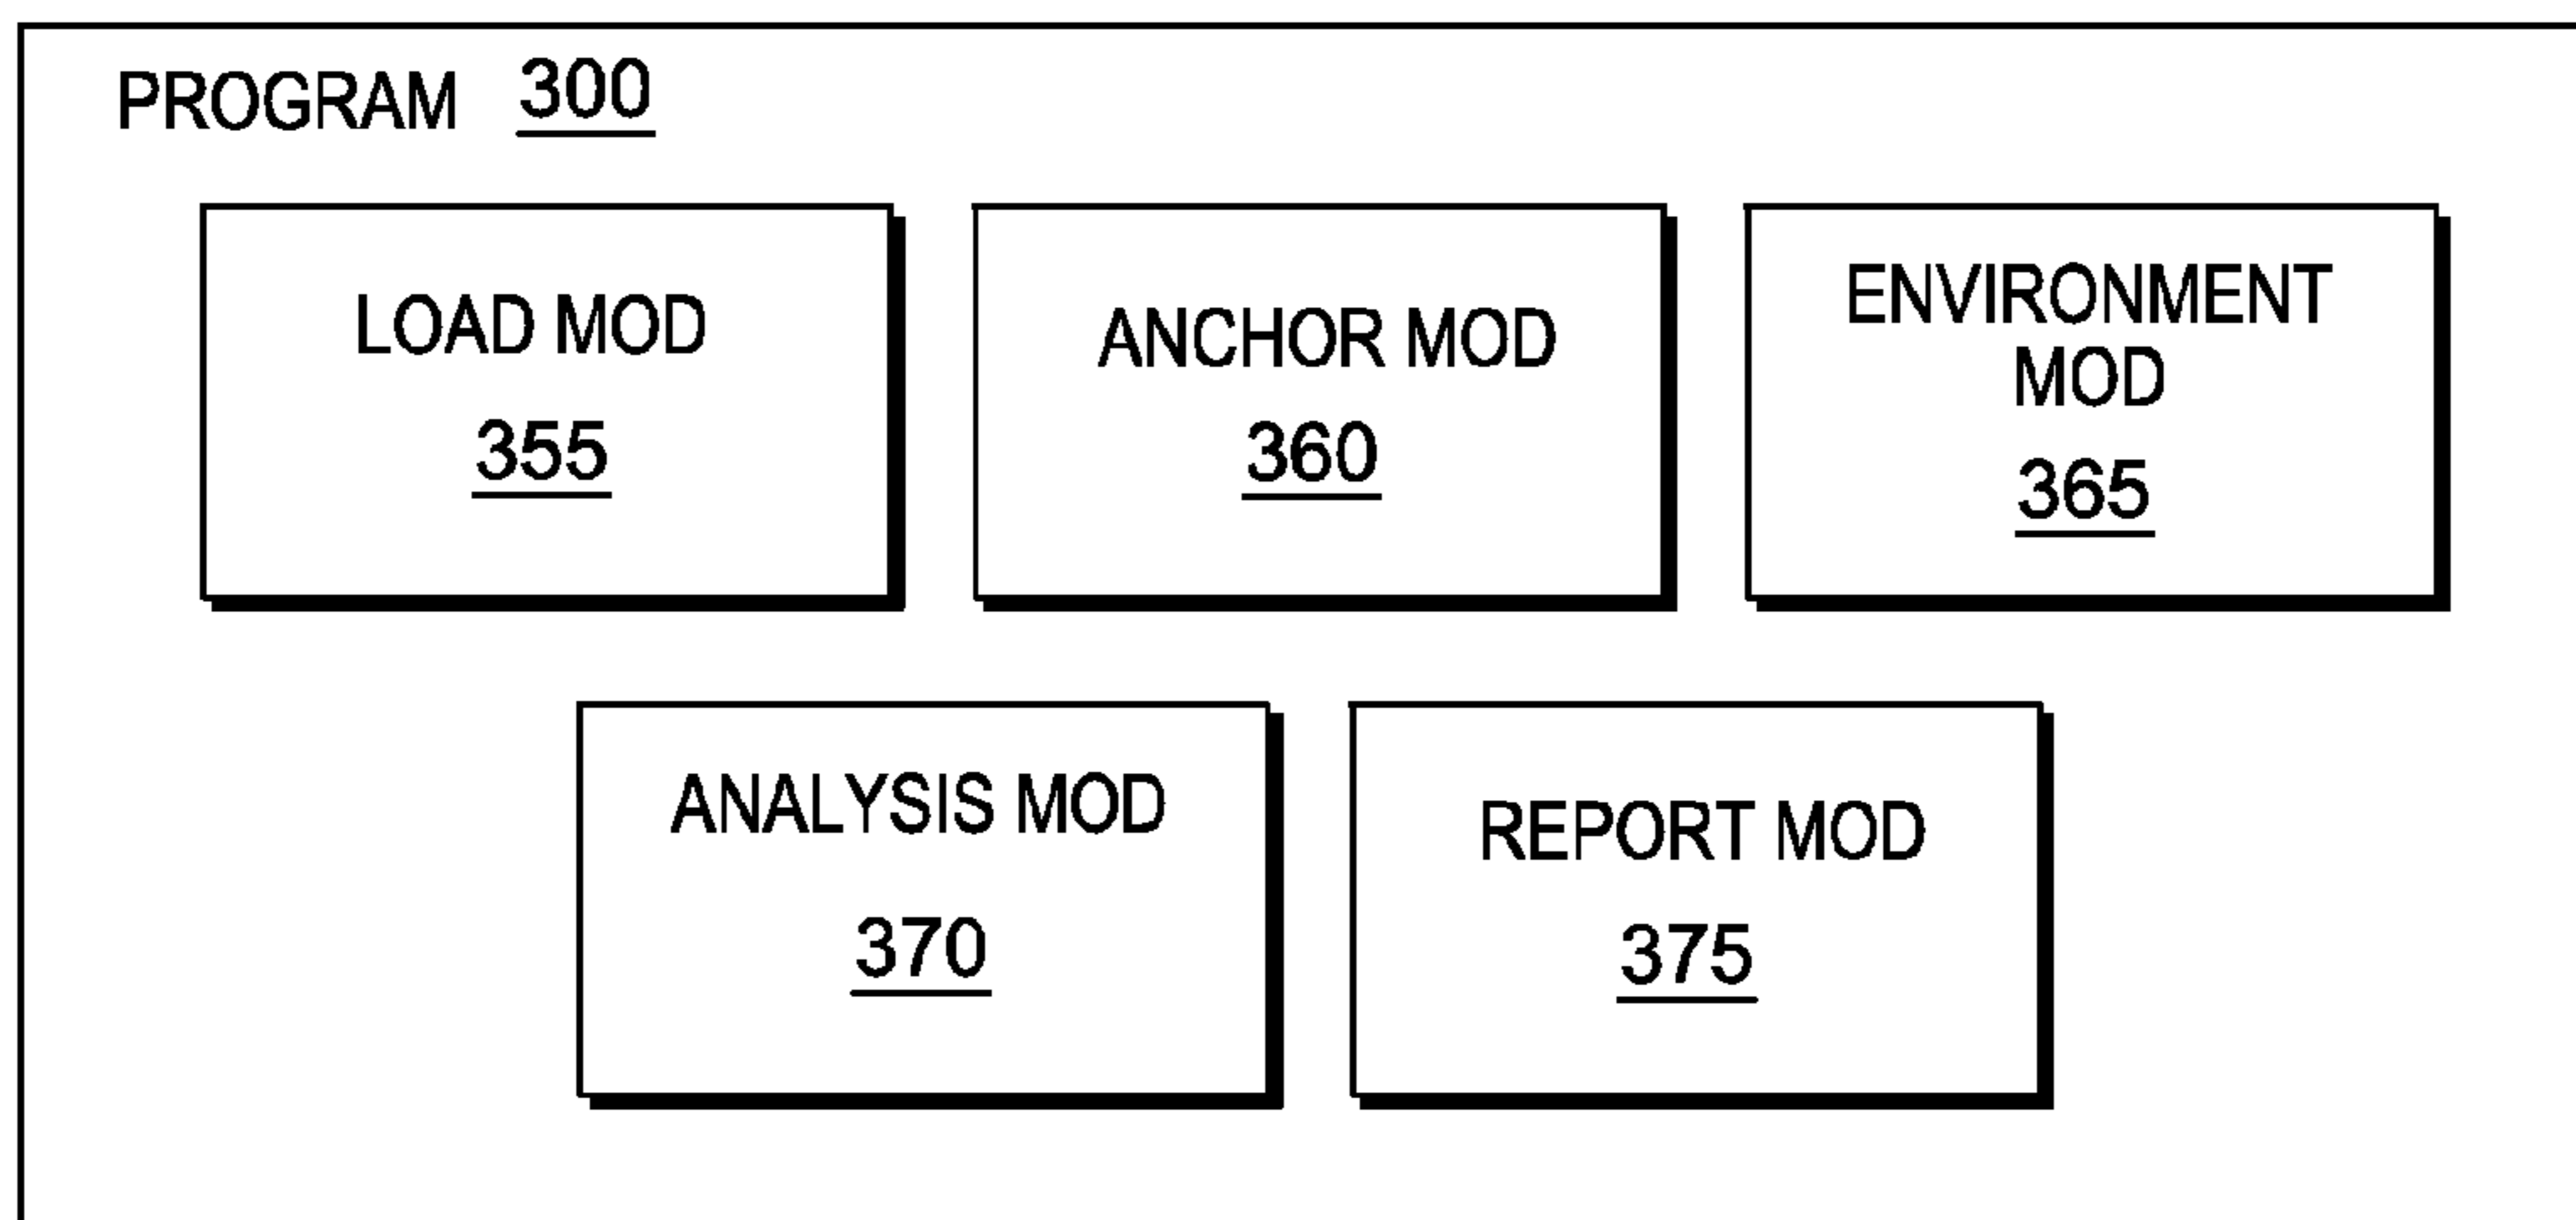 PROGRAM 300
LOAD MOD
355
ANCHOR MOD
360
ENVIRONMENT
MOD
365
ANALYSIS MOD
370
REPORT MOD
375